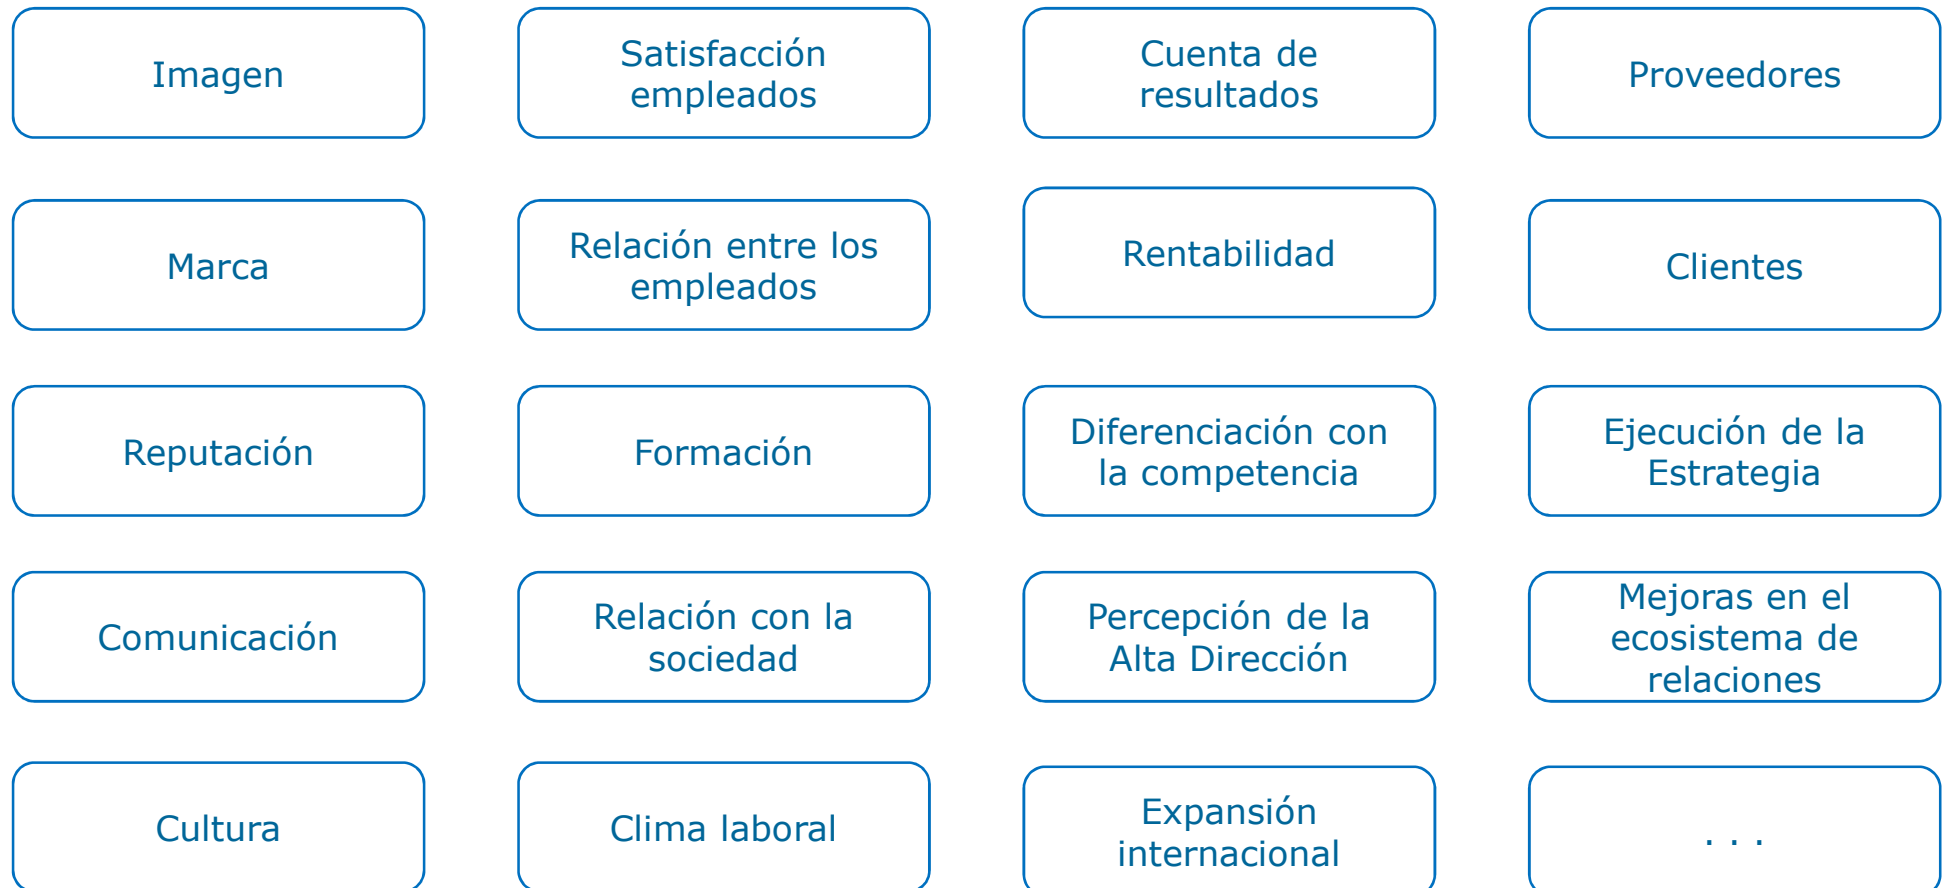 Imagen
Satisfacción
empleados
Cuenta de
resultados
Proveedores
Marca
Relación entre los
empleados
Rentabilidad
Clientes
Reputación
Formación
Diferenciación con
la competencia
Ejecución de la
Estrategia
Comunicación
Relación con la
sociedad
Percepción de la
Alta Dirección
Mejoras en el
ecosistema de
relaciones
Cultura
Clima laboral
Expansión
internacional
. . .